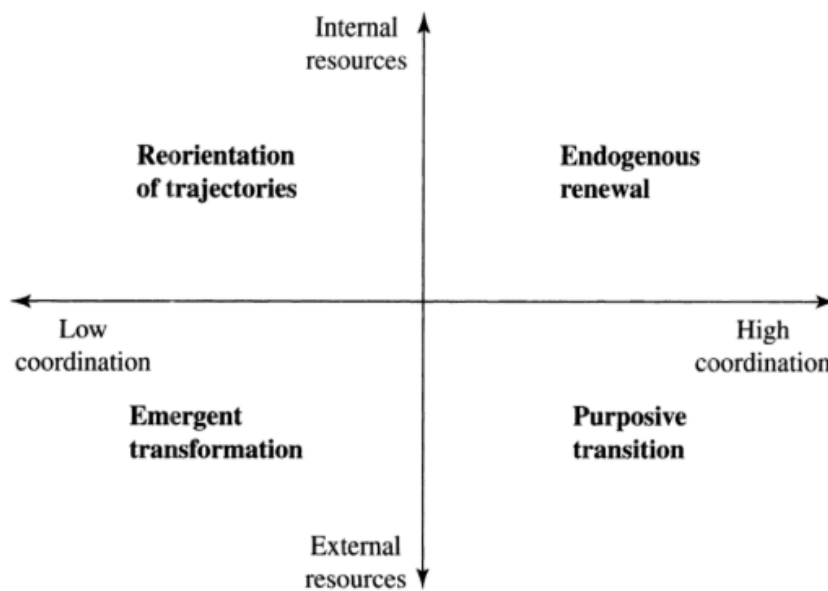 Internal
resources
Reorientation
of trajectories
Endogenous
renewal
Low
coordination
High
coordination
Emergent
transformation
Purposive
transition
External
resources